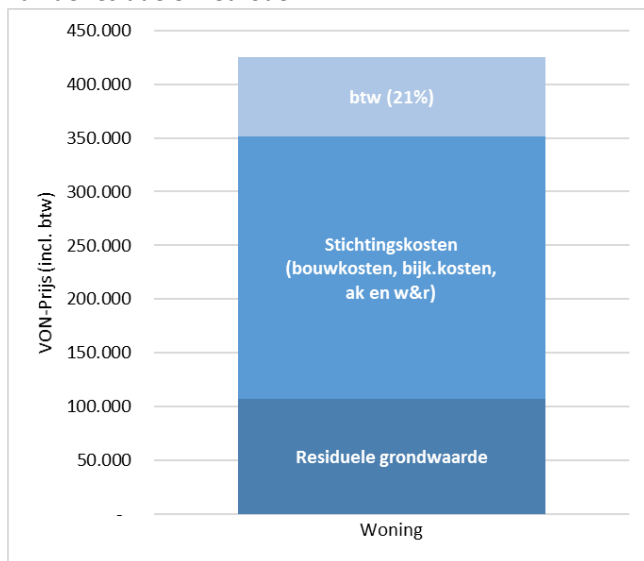 450.000
400.000
350.000
300.000
250.000
200.000
150.000
100.000
50.000
-
VON-Prijs (incl. btw)
btw (21%)
Stichtingskosten
(bouwkosten, bijk.kosten,
ak en w&r)
Residuele grondwaarde
Woning